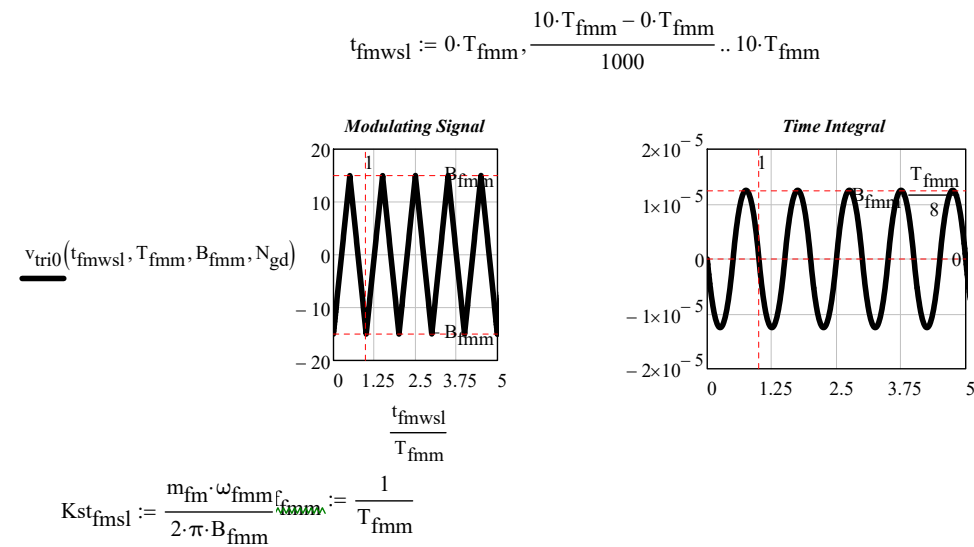 t_fmwsl := 0·T_fmm, (10·T_fmm − 0·T_fmm)/1000 .. 10·T_fmm
Modulating Signal
20
10
0
− 10
− 20
1
B_fmm
− B_fmm
0 1.25 2.5 3.75 5
v_tri0(t_fmwsl, T_fmm, B_fmm, N_gd)
t_fmwsl/T_fmm
Time Integral
2×10^−5
1×10^−5
0
− 1×10^−5
− 2×10^−5
1
B_fmm·T_fmm/8
0
0 1.25 2.5 3.75 5
Kst_fmsl := (m_fm·ω_fmm)/(2·π·B_fmm)
f_fmm := 1/T_fmm